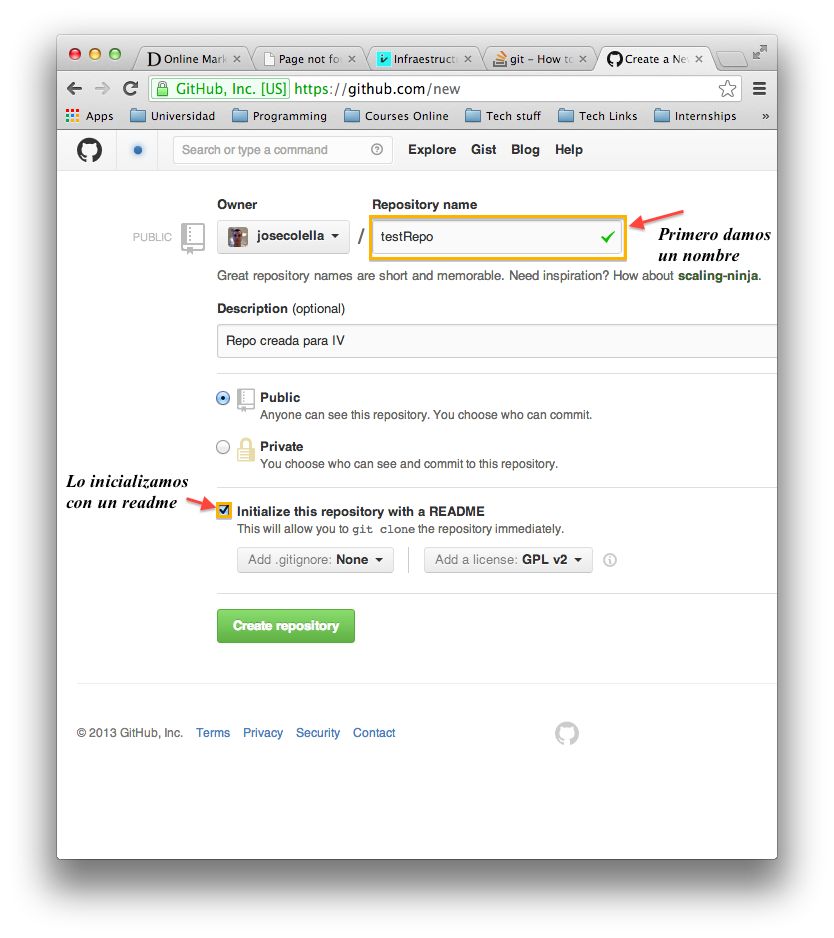 Online Mark
Page not fo
Infraestruct
git – How to
Create a Ne
GitHub, Inc. [US] https://github.com/new
Apps Universidad Programming Courses Online Tech stuff Tech Links Internships »
Search or type a command
Explore Gist Blog Help
Owner Repository name
PUBLIC josecolella / testRepo
Primero damos
un nombre
Great repository names are short and memorable. Need inspiration? How about scaling-ninja.
Description (optional)
Repo creada para IV
Public
Anyone can see this repository. You choose who can commit.
Private
You choose who can see and commit to this repository.
Lo inicializamos
con un readme
Initialize this repository with a README
This will allow you to git clone the repository immediately.
Add .gitignore: None Add a license: GPL v2
Create repository
© 2013 GitHub, Inc. Terms Privacy Security Contact